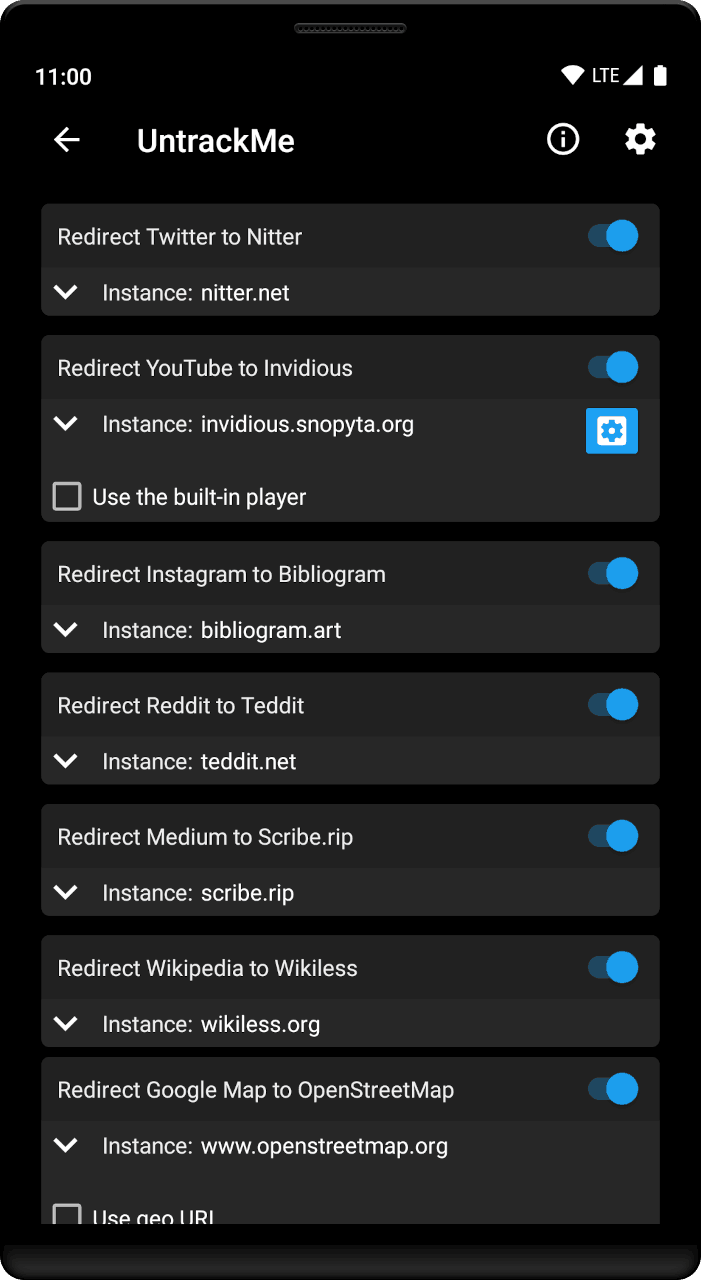 11:00 LTE
UntrackMe
Redirect Twitter to Nitter
Instance: nitter.net
Redirect YouTube to Invidious
Instance: invidious.snopyta.org
Use the built-in player
Redirect Instagram to Bibliogram
Instance: bibliogram.art
Redirect Reddit to Teddit
Instance: teddit.net
Redirect Medium to Scribe.rip
Instance: scribe.rip
Redirect Wikipedia to Wikiless
Instance: wikiless.org
Redirect Google Map to OpenStreetMap
Instance: www.openstreetmap.org
Use geo URL